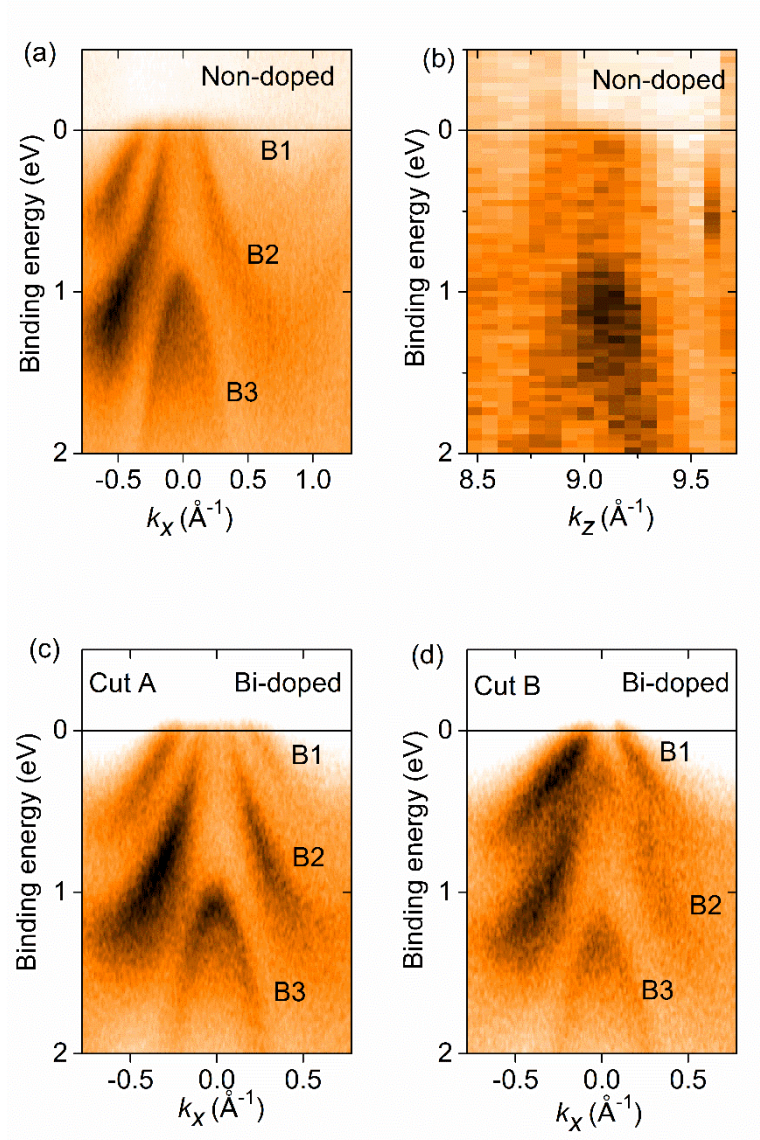 (a)
Non-doped
0
B1
B2
1
B3
2
-0.5 0.0 0.5 1.0
Binding energy (eV)
kx (Å-1)
(b)
Non-doped
0
1
2
8.5 9.0 9.5
Binding energy (eV)
kz (Å-1)
(c)
Cut A Bi-doped
0
B1
B2
1
B3
2
-0.5 0.0 0.5
Binding energy (eV)
kx (Å-1)
(d)
Cut B Bi-doped
0
B1
1
B2
B3
2
-0.5 0.0 0.5
Binding energy (eV)
kx (Å-1)